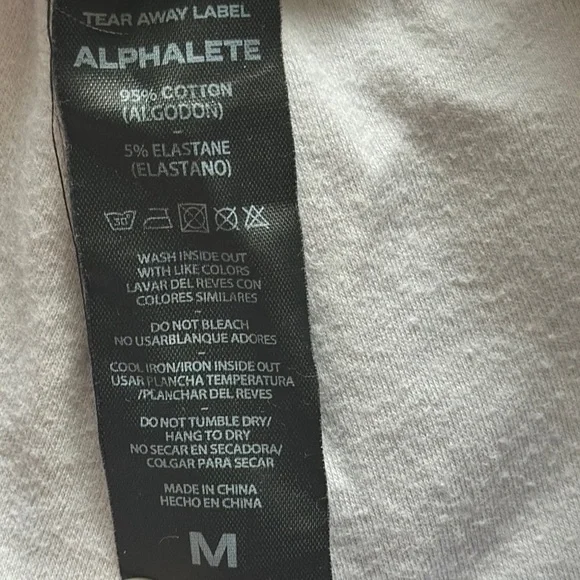 TEAR AWAY LABEL
ALPHALETE
95% COTTON
(ALGODON)
-
5% ELASTANE
(ELASTANO)
30°
WASH INSIDE OUT
WITH LIKE COLORS
LAVAR DEL REVES CON
COLORES SIMILARES
-
DO NOT BLEACH
NO USARBLANQUE ADORES
-
COOL IRON/IRON INSIDE OUT
USAR PLANCHA TEMPERATURA
/PLANCHAR DEL REVES
-
DO NOT TUMBLE DRY/
HANG TO DRY
NO SECAR EN SECADORA/
COLGAR PARA SECAR
MADE IN CHINA
HECHO EN CHINA
M